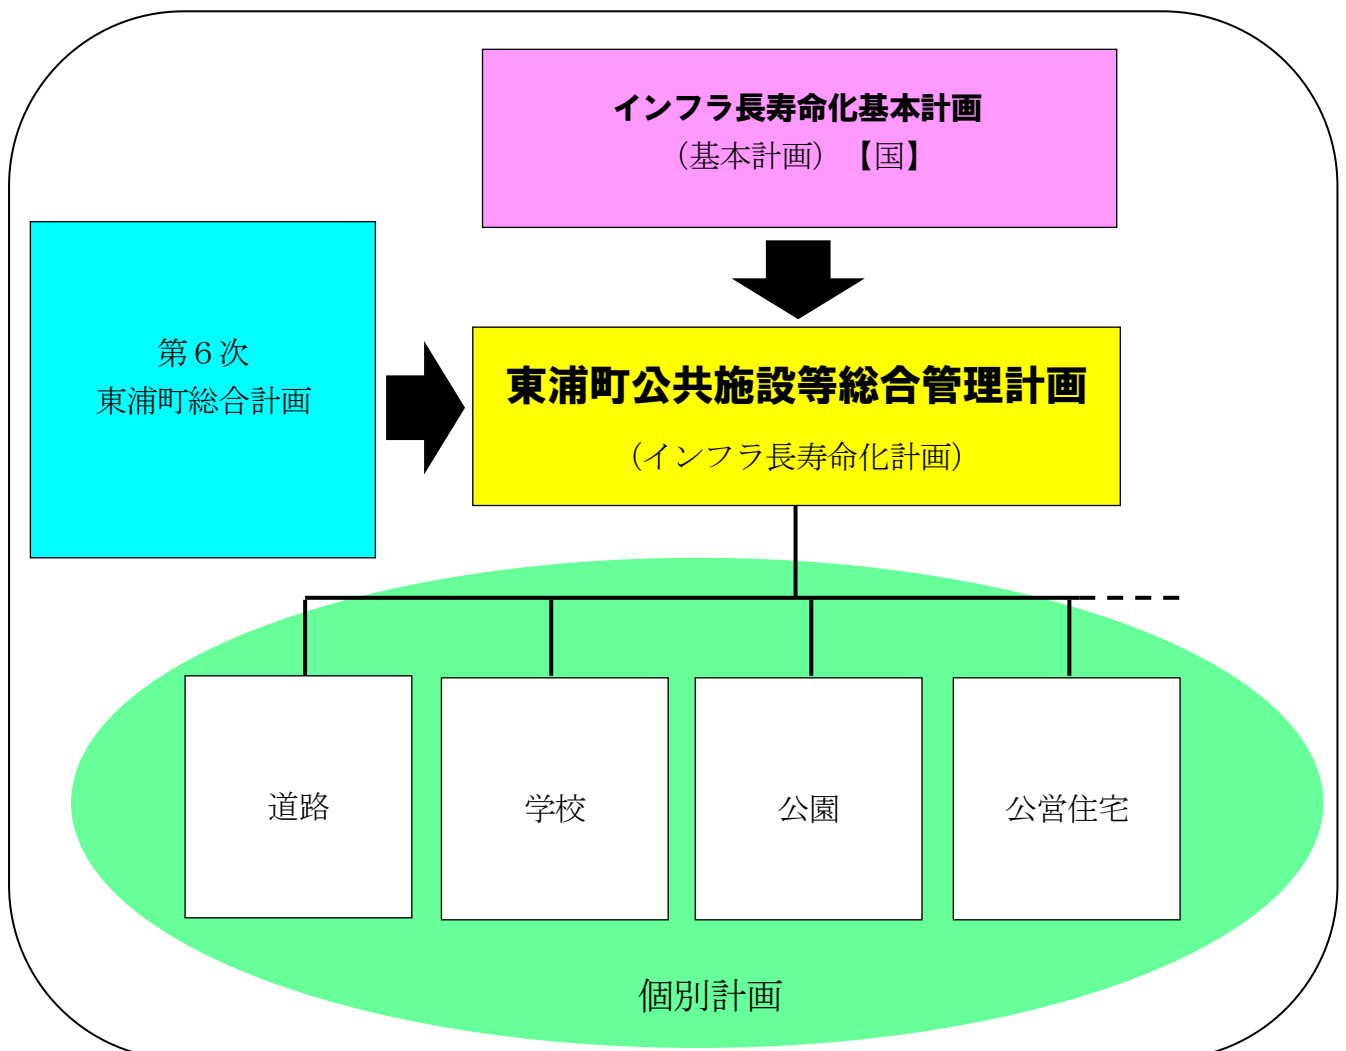 インフラ長寿命化基本計画
（基本計画）【国】
第６次
東浦町総合計画
東浦町公共施設等総合管理計画
（インフラ長寿命化計画）
道路
学校
公園
公営住宅
個別計画